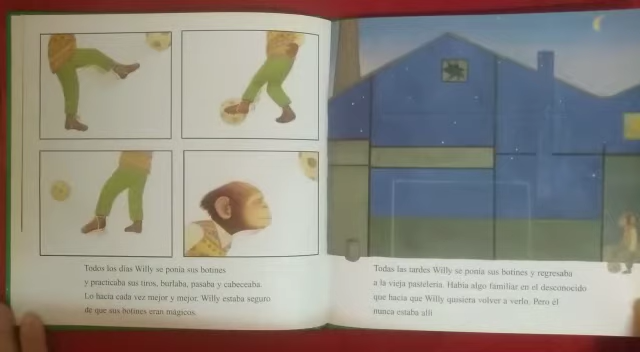 Todos los días Willy se ponía sus botines
y practicaba sus tiros, burlaba, pasaba y cabeceaba.
Lo hacía cada vez mejor y mejor. Willy estaba seguro
de que sus botines eran mágicos.
Todas las tardes Willy se ponía sus botines y regresaba
a la vieja pastelería. Había algo familiar en el desconocido
que hacía que Willy quisiera volver a verlo. Pero él
nunca estaba allí